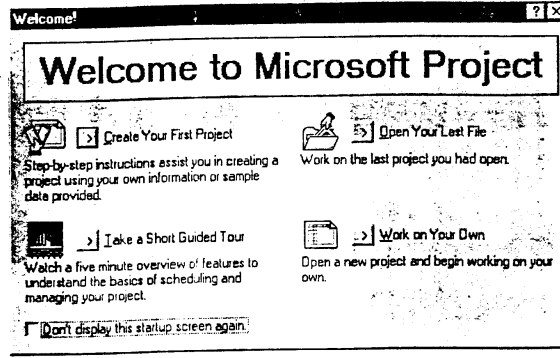 Welcome!
Welcome to Microsoft Project
Create Your First Project
Step-by-step instructions assist you in creating a
project using your own information or sample
data provided.
Open Your Last File
Work on the last project you had open.
Take a Short Guided Tour
Watch a five minute overview of features to
understand the basics of scheduling and
managing your project.
Work on Your Own
Open a new project and begin working on your
own.
Don't display this startup screen again.